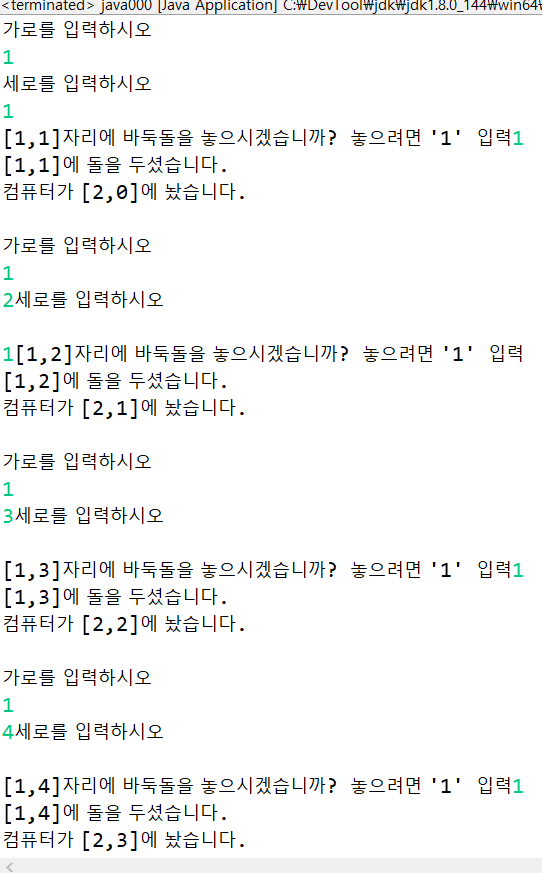 <terminated> java000 [Java Application] C:₩DevTool₩jdk₩jdk1.8.0_144₩win64₩
가로를 입력하시오
1
세로를 입력하시오
1
[1,1]자리에 바둑돌을 놓으시겠습니까? 놓으려면 '1' 입력1
[1,1]에 돌을 두셨습니다.
컴퓨터가 [2,0]에 놨습니다.
가로를 입력하시오
1
2세로를 입력하시오
1[1,2]자리에 바둑돌을 놓으시겠습니까? 놓으려면 '1' 입력
[1,2]에 돌을 두셨습니다.
컴퓨터가 [2,1]에 놨습니다.
가로를 입력하시오
1
3세로를 입력하시오
[1,3]자리에 바둑돌을 놓으시겠습니까? 놓으려면 '1' 입력1
[1,3]에 돌을 두셨습니다.
컴퓨터가 [2,2]에 놨습니다.
가로를 입력하시오
1
4세로를 입력하시오
[1,4]자리에 바둑돌을 놓으시겠습니까? 놓으려면 '1' 입력1
[1,4]에 돌을 두셨습니다.
컴퓨터가 [2,3]에 놨습니다.